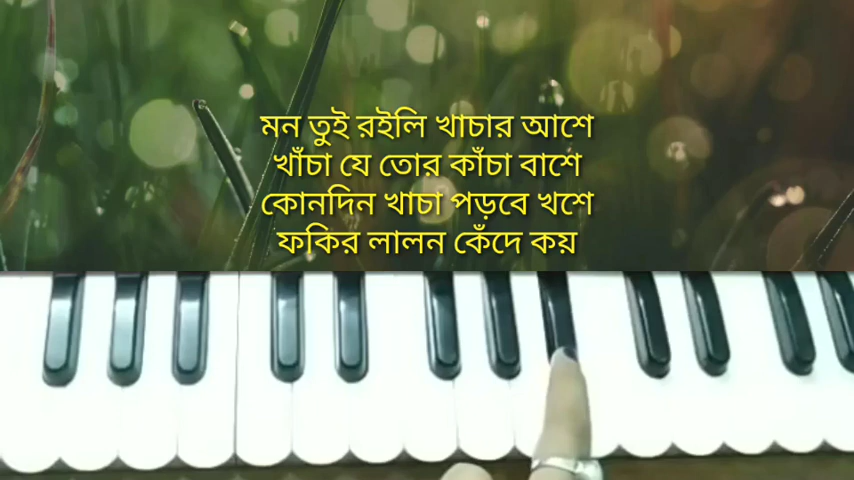 মন তুই রইলি খাচার আশে
খাঁচা যে তোর কাঁচা বাশে
কোনদিন খাচা পড়বে খশে
ফকির লালন কেঁদে কয়